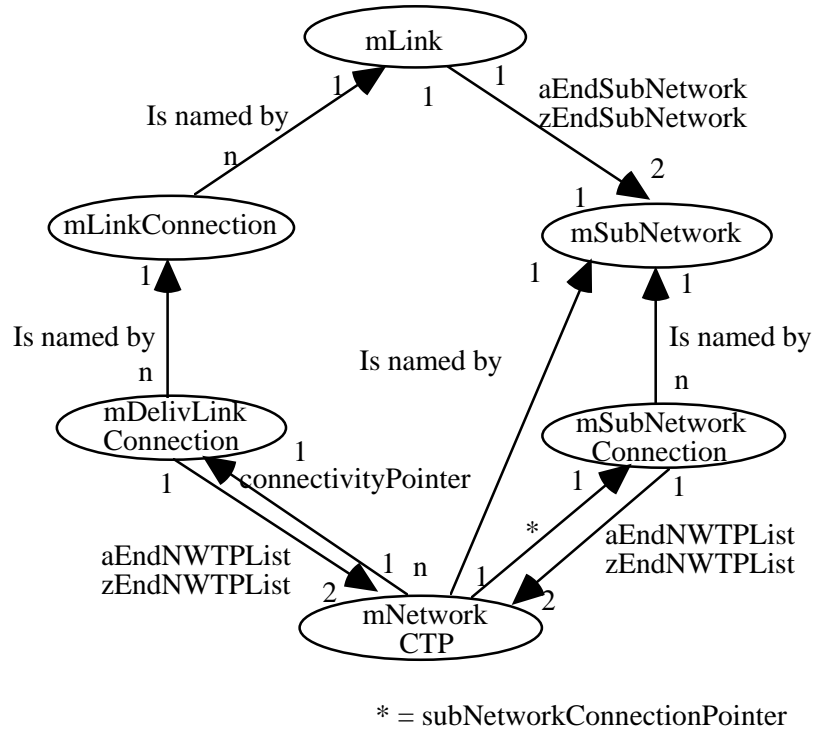 mLink
1
1
1
aEndSubNetwork
zEndSubNetwork
Is named by
n
2
1
mLinkConnection
mSubNetwork
1
1
1
Is named by
Is named by
Is named by
n
n
mDelivLink
Connection
mSubNetwork
Connection
1
connectivityPointer
1
1
1
*
aEndNWTPList
zEndNWTPList
aEndNWTPList
zEndNWTPList
1
n
1
2
2
mNetwork
CTP
* = subNetworkConnectionPointer